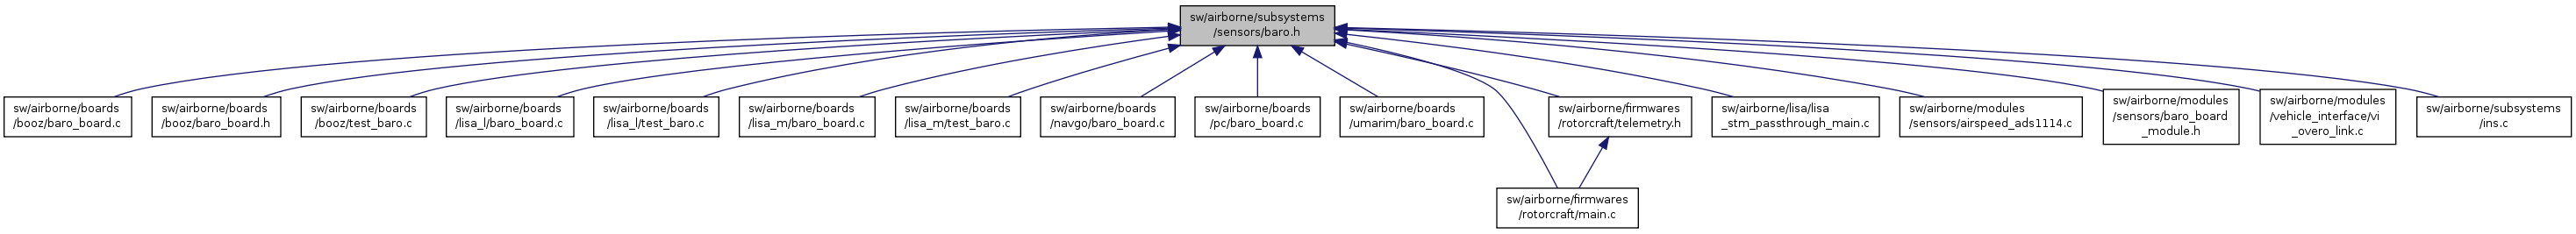 sw/airborne/subsystems
/sensors/baro.h
sw/airborne/boards
/booz/baro_board.c
sw/airborne/boards
/booz/baro_board.h
sw/airborne/boards
/booz/test_baro.c
sw/airborne/boards
/lisa_l/baro_board.c
sw/airborne/boards
/lisa_l/test_baro.c
sw/airborne/boards
/lisa_m/baro_board.c
sw/airborne/boards
/lisa_m/test_baro.c
sw/airborne/boards
/navgo/baro_board.c
sw/airborne/boards
/pc/baro_board.c
sw/airborne/boards
/umarim/baro_board.c
sw/airborne/firmwares
/rotorcraft/telemetry.h
sw/airborne/lisa/lisa
_stm_passthrough_main.c
sw/airborne/modules
/sensors/airspeed_ads1114.c
sw/airborne/modules
/sensors/baro_board
_module.h
sw/airborne/modules
/vehicle_interface/vi
_overo_link.c
sw/airborne/subsystems
/ins.c
sw/airborne/firmwares
/rotorcraft/main.c